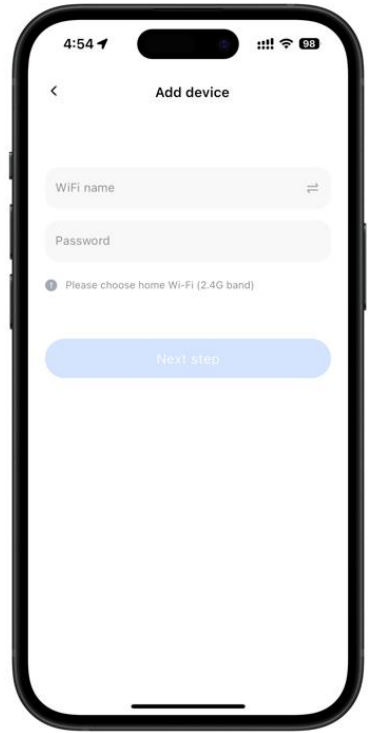 4:54
98
Add device
WiFi name
Password
Please choose home Wi-Fi (2.4G band)
Next step